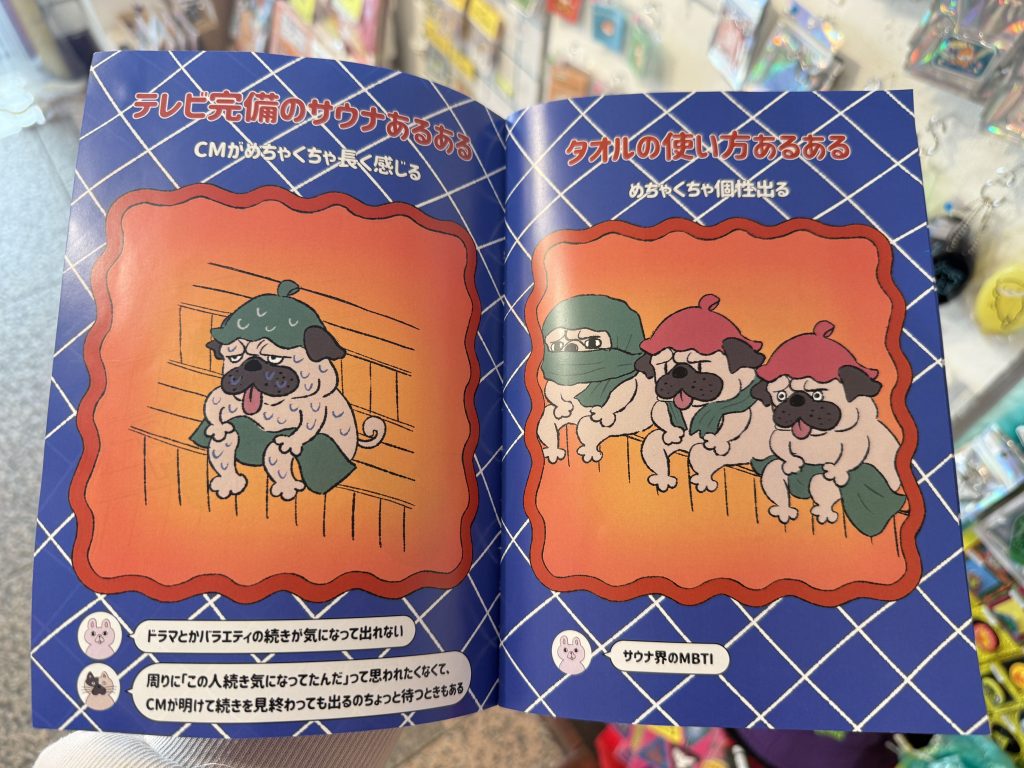 テレビ完備のサウナあるある
CMがめちゃくちゃ長く感じる
ドラマとかバラエティの続きが気になって出れない
周りに「この人続き気になってたんだ」って思われたくなくて、
CMが明けて続きを見終わっても出るのちょっと待つときもある
タオルの使い方あるある
めちゃくちゃ個性出る
サウナ界のMBTI